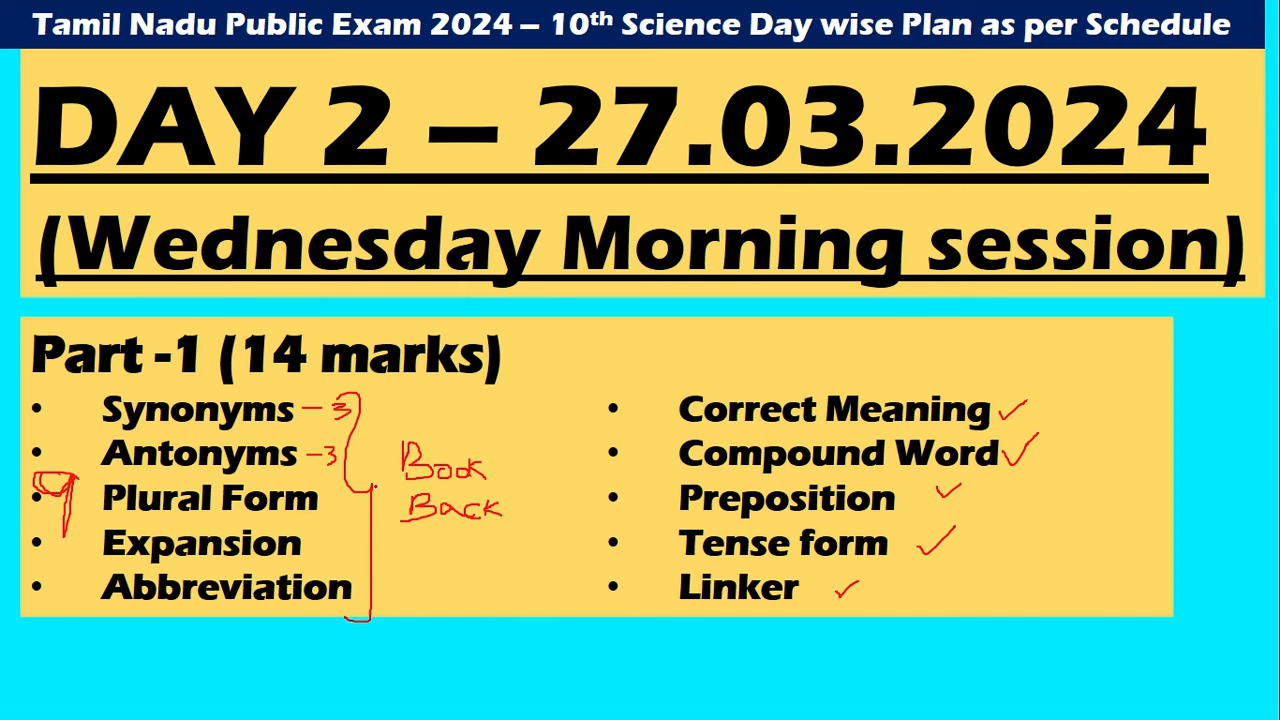 Tamil Nadu Public Exam 2024 – 10th Science Day wise Plan as per Schedule
DAY 2 – 27.03.2024
(Wednesday Morning session)
Part -1 (14 marks)
• Synonyms – 3
• Antonyms – 3
• Plural Form
• Expansion
• Abbreviation
9
Book
Back
• Correct Meaning ✓
• Compound Word ✓
• Preposition ✓
• Tense form ✓
• Linker ✓